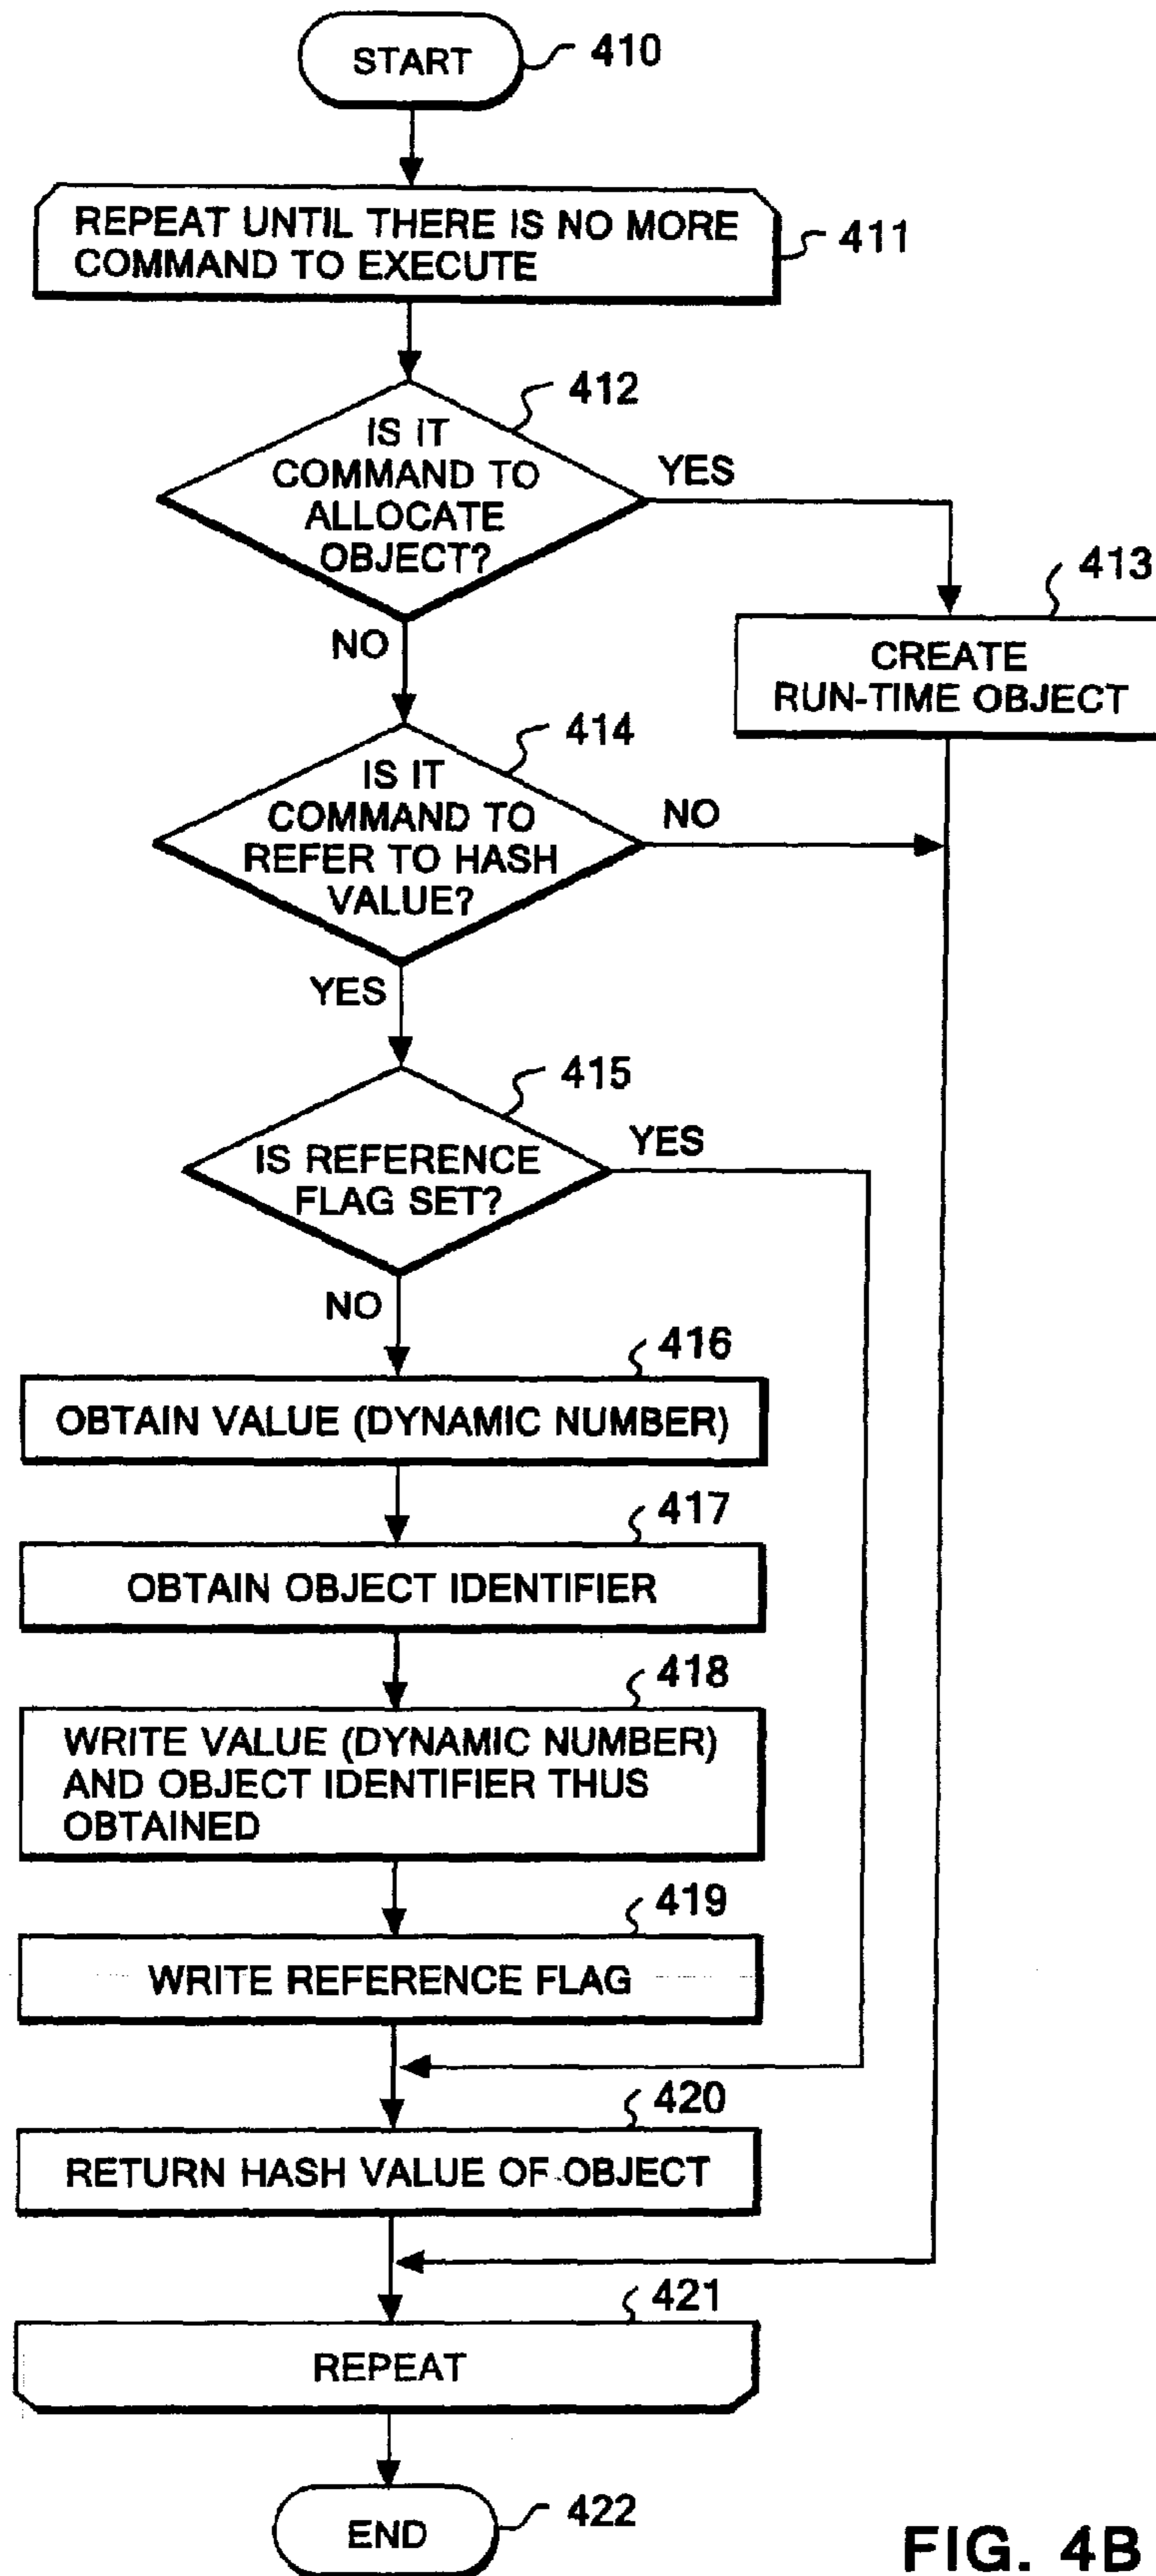 START
410
REPEAT UNTIL THERE IS NO MORE
COMMAND TO EXECUTE
411
412
IS IT
COMMAND TO
ALLOCATE
OBJECT?
YES
NO
413
CREATE
RUN-TIME OBJECT
414
IS IT
COMMAND TO
REFER TO HASH
VALUE?
NO
YES
415
IS REFERENCE
FLAG SET?
YES
NO
416
OBTAIN VALUE (DYNAMIC NUMBER)
417
OBTAIN OBJECT IDENTIFIER
418
WRITE VALUE (DYNAMIC NUMBER)
AND OBJECT IDENTIFIER THUS
OBTAINED
419
WRITE REFERENCE FLAG
420
RETURN HASH VALUE OF OBJECT
421
REPEAT
END
422
FIG. 4B